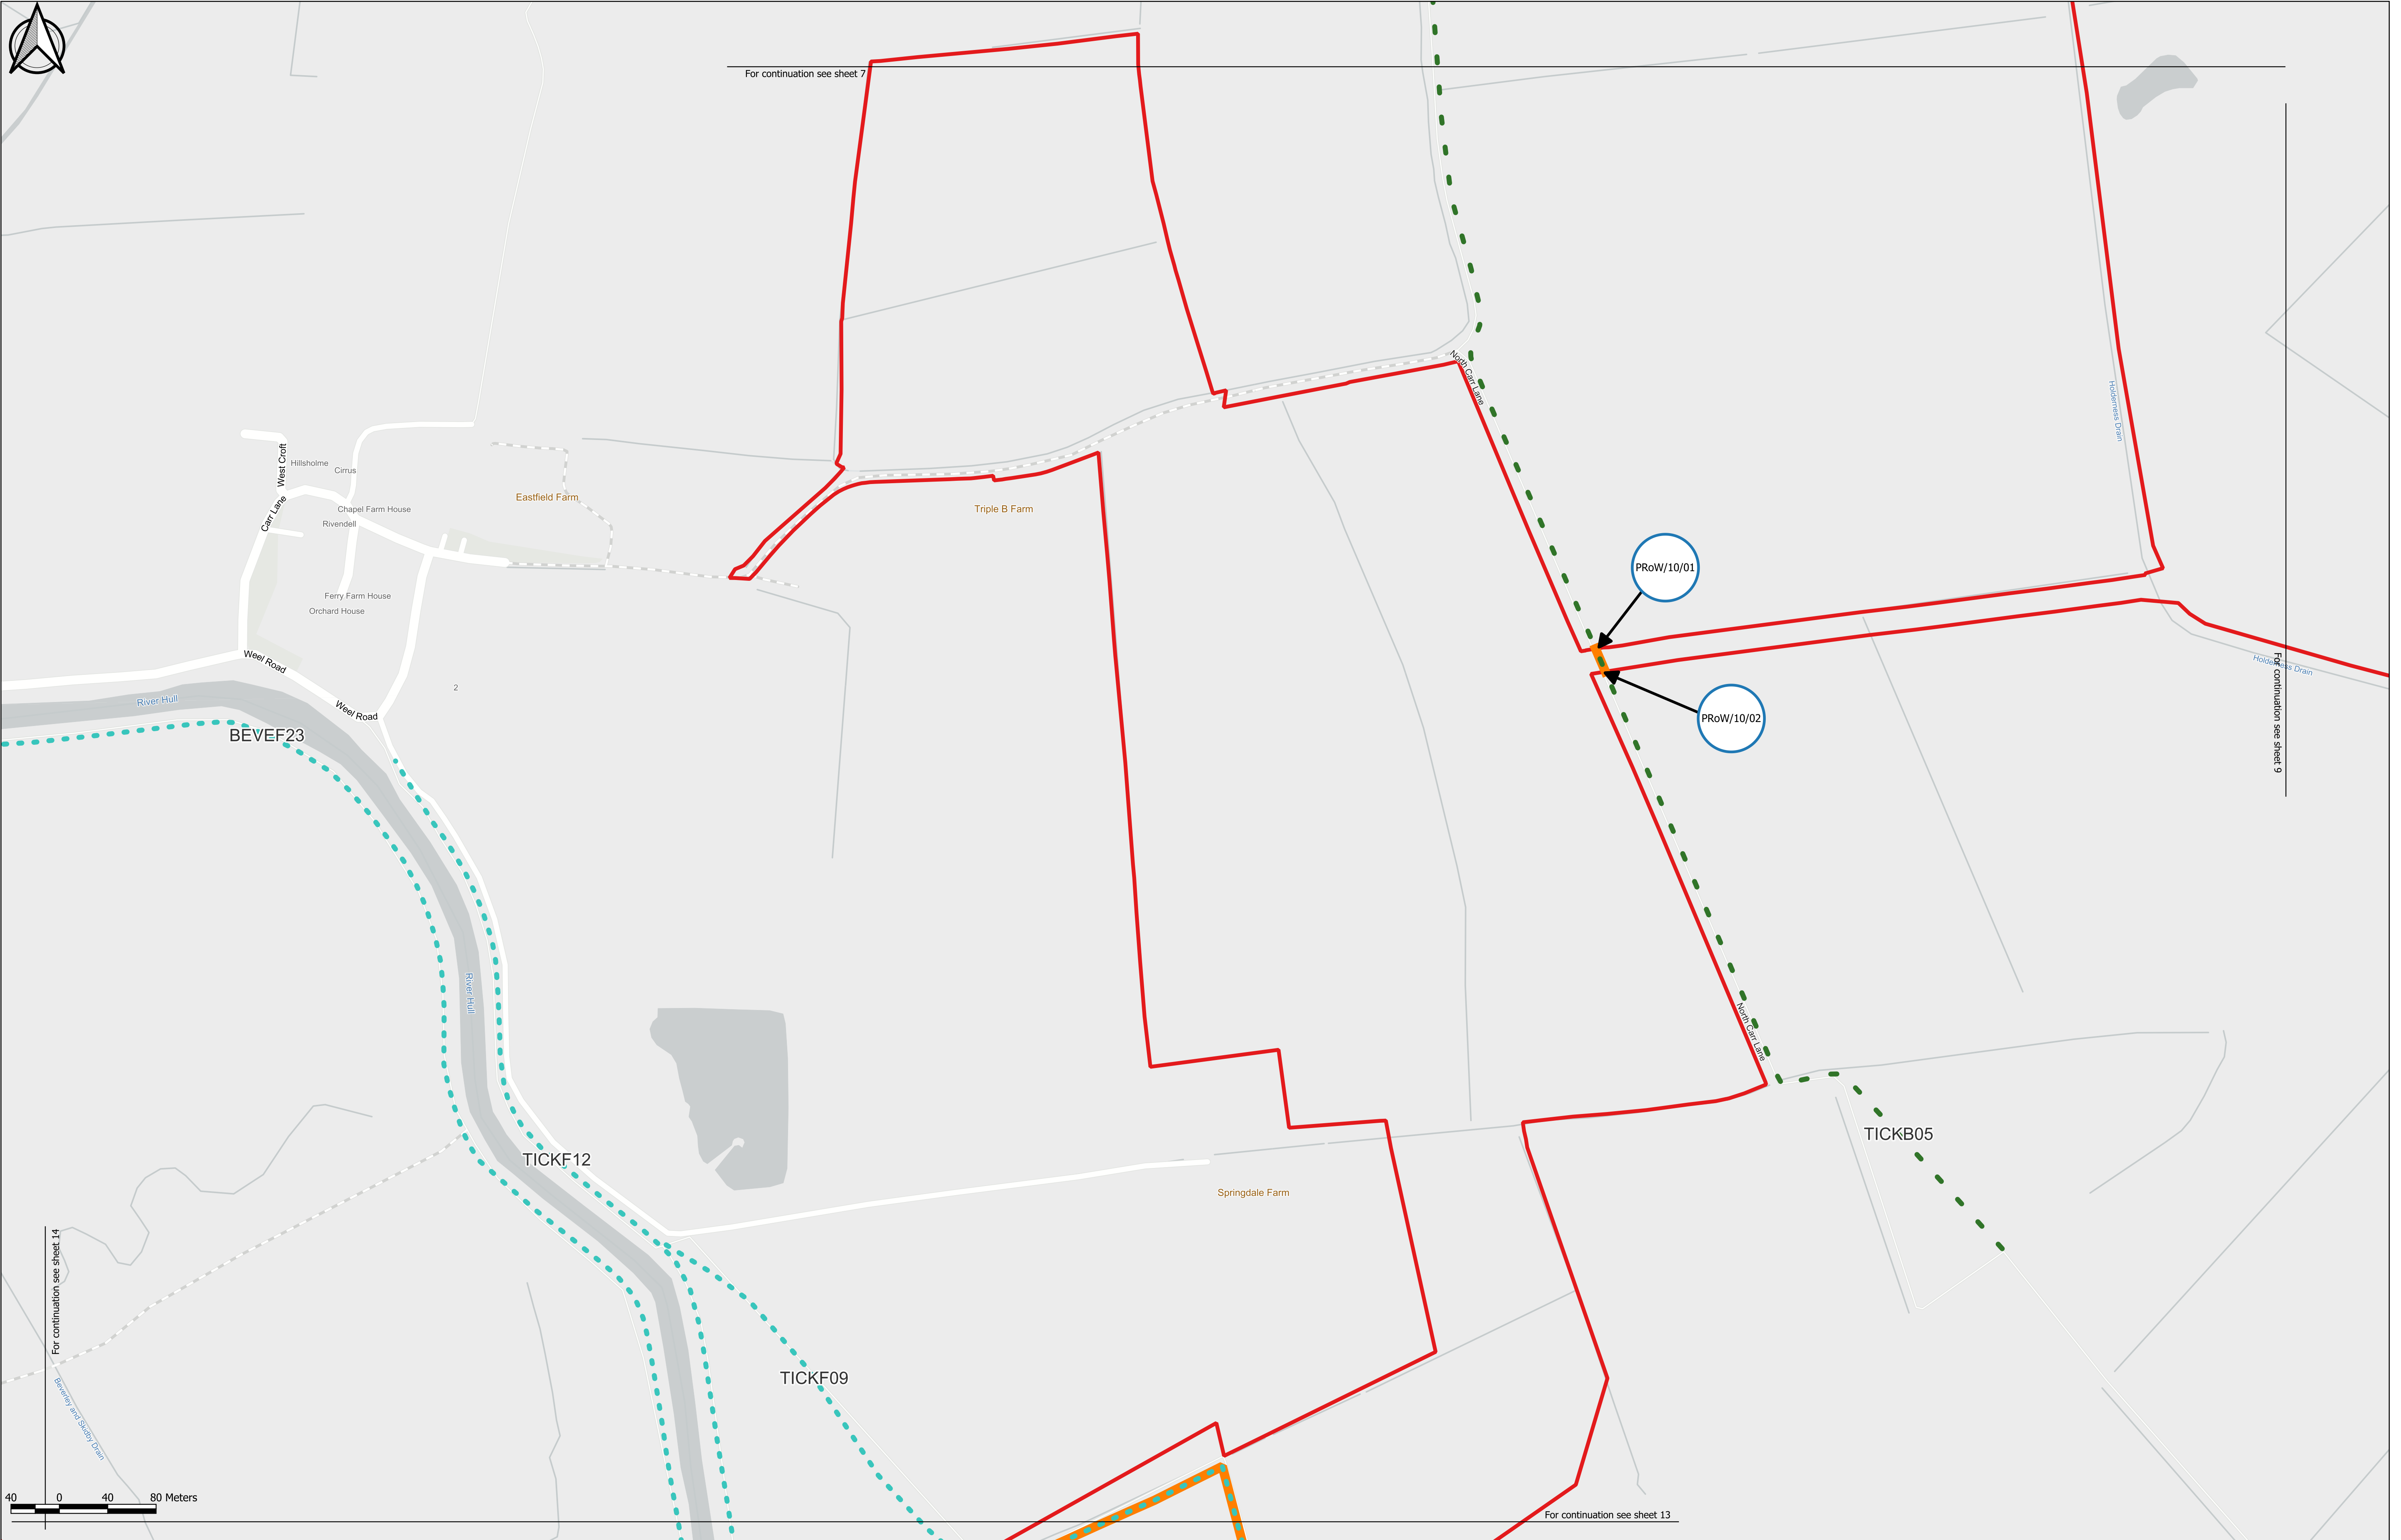 For continuation see sheet 7
North Carr Lane
Holderness Drain
West Croft
Hillsholme
Cirrus
Carr Lane
Chapel Farm House
Rivendell
Eastfield Farm
Triple B Farm
PRoW/10/01
Ferry Farm House
Orchard House
Weel Road
Holderness Drain
For continuation see sheet 9
2
River Hull
Weel Road
PRoW/10/02
BEVEF23
River Hull
North Carr Lane
TICKB05
TICKF12
Springdale Farm
For continuation see sheet 14
TICKF09
Beverley and Skidby Drain
40 0 40 80 Meters
For continuation see sheet 13